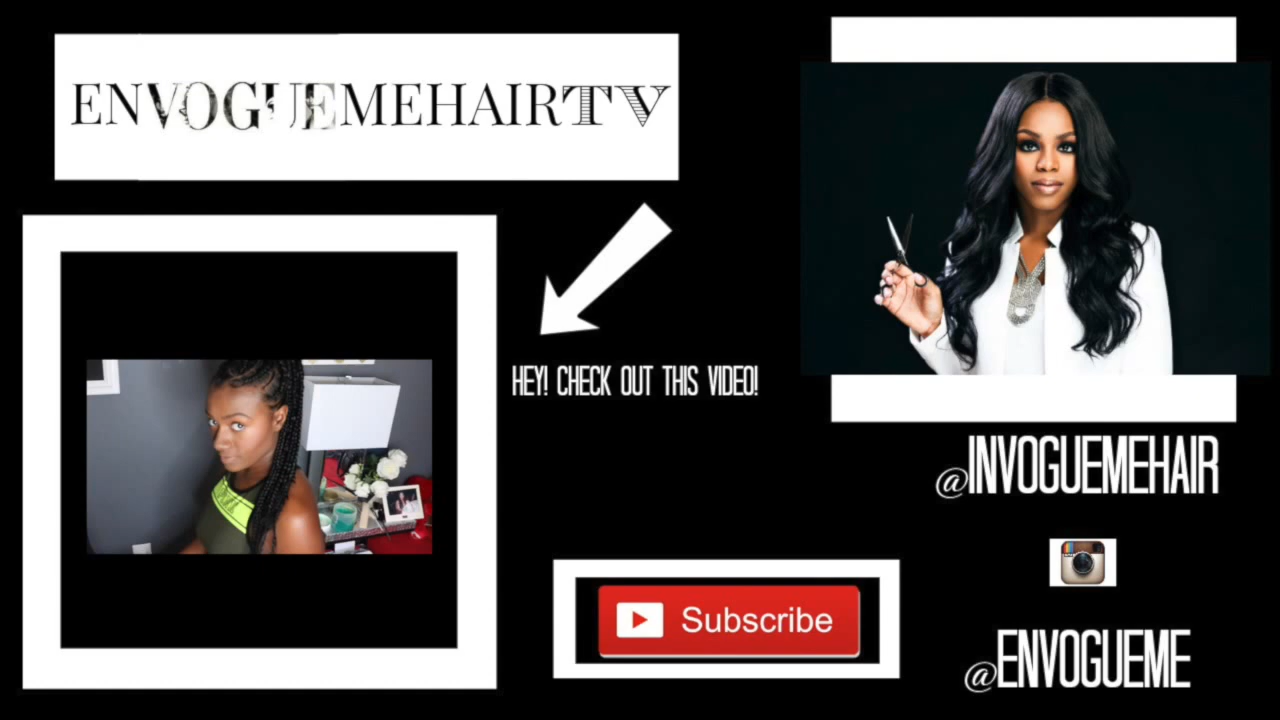 ENVOGUEMEHAIRTV
HEY! CHECK OUT THIS VIDEO!
@INVOGUEMEHAIR
Subscribe
@ENVOGUEME